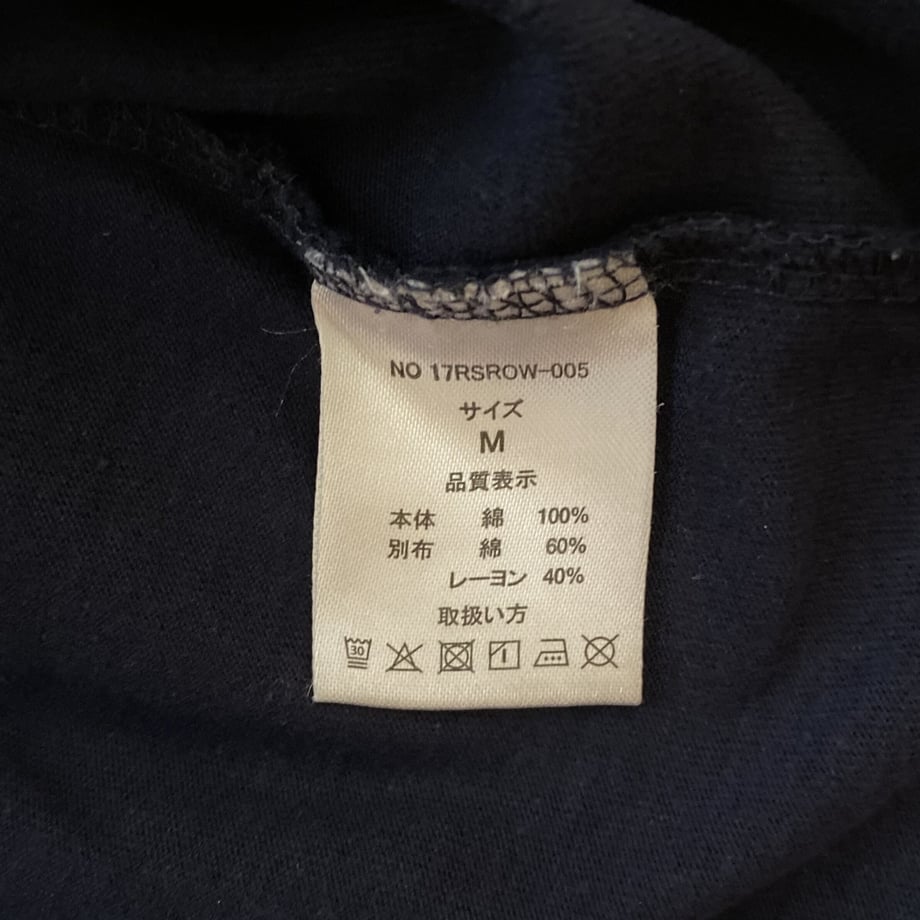 NO 17RSROW-005
サイズ
M
品質表示
本体 綿 100%
別布 綿 60%
レーヨン 40%
取扱い方
30